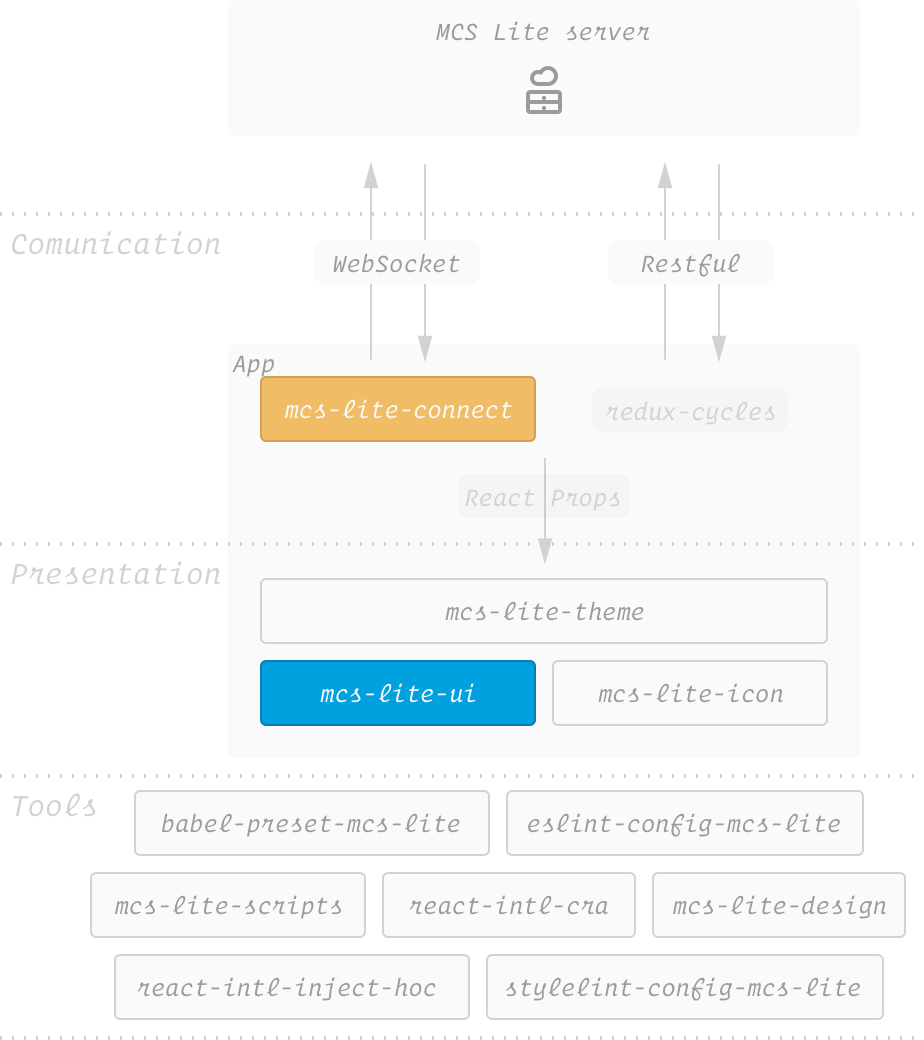 MCS Lite server
Comunication
WebSocket
Restful
App
mcs-lite-connect
redux-cycles
React Props
Presentation
mcs-lite-theme
mcs-lite-ui
mcs-lite-icon
Tools
babel-preset-mcs-lite
eslint-config-mcs-lite
mcs-lite-scripts
react-intl-cra
mcs-lite-design
react-intl-inject-hoc
stylelint-config-mcs-lite